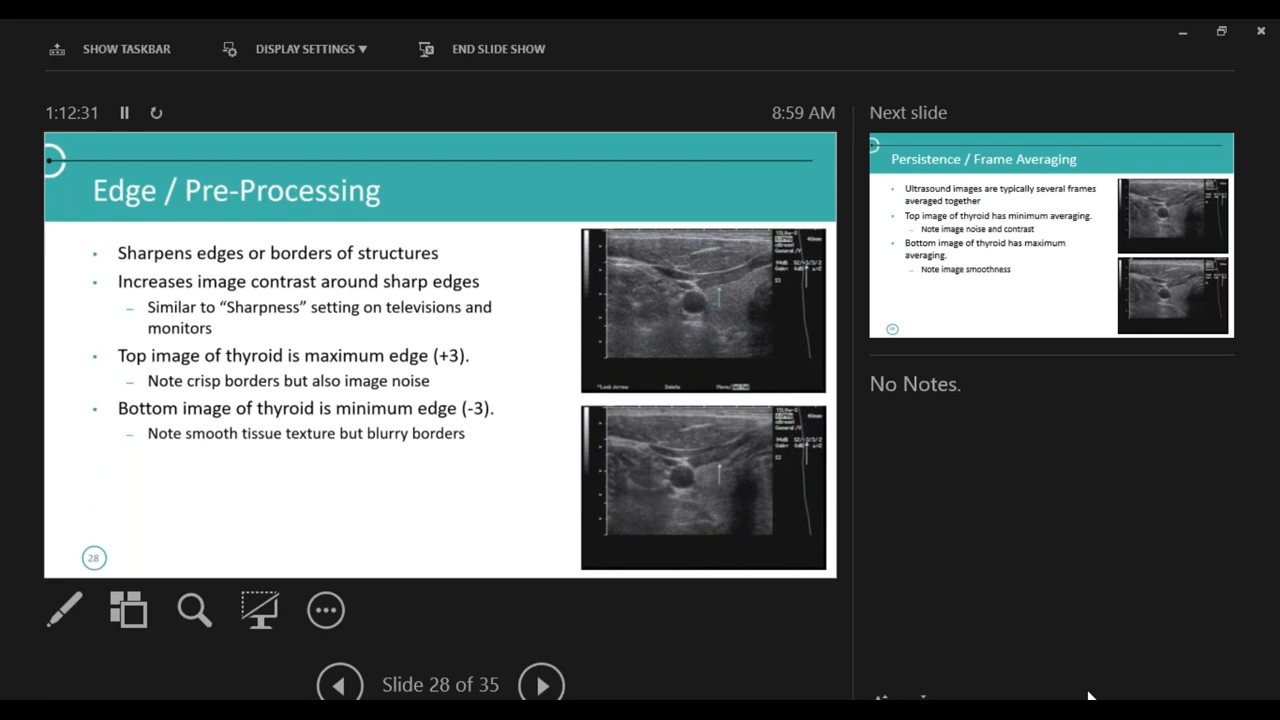 SHOW TASKBAR
DISPLAY SETTINGS ▼
END SLIDE SHOW
1:12:31
8:59 AM
Edge / Pre-Processing
• Sharpens edges or borders of structures
• Increases image contrast around sharp edges
– Similar to “Sharpness” setting on televisions and
monitors
• Top image of thyroid is maximum edge (+3).
– Note crisp borders but also image noise
• Bottom image of thyroid is minimum edge (-3).
– Note smooth tissue texture but blurry borders
28
Slide 28 of 35
Next slide
Persistence / Frame Averaging
• Ultrasound images are typically several frames
averaged together
• Top image of thyroid has minimum averaging.
– Note image noise and contrast
• Bottom image of thyroid has maximum
averaging.
– Note image smoothness
No Notes.